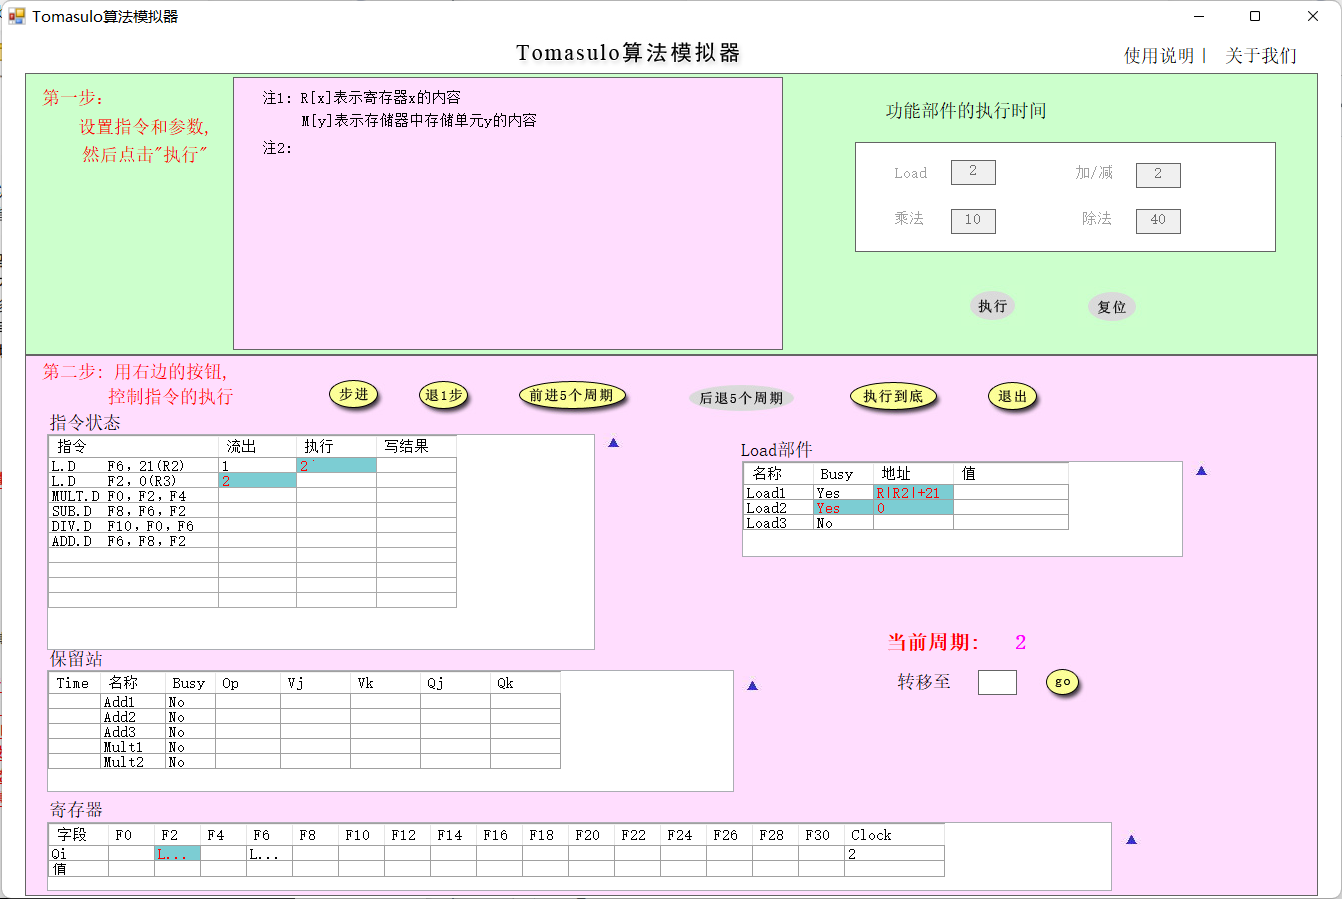 Tomasulo算法模拟器
Tomasulo算法模拟器
使用说明 | 关于我们
第一步：
设置指令和参数,
然后点击"执行"
注1: R[x]表示寄存器x的内容
M[y]表示存储器中存储单元y的内容
注2:
功能部件的执行时间
Load 2 加/减 2
乘法 10 除法 40
执行 复位
第二步: 用右边的按钮,
控制指令的执行
步进 退1步 前进5个周期 后退5个周期 执行到底 退出
指令状态
指令 流出 执行 写结果
L.D F6, 21(R2) 1 2
L.D F2, 0(R3) 2
MULT.D F0, F2, F4
SUB.D F8, F6, F2
DIV.D F10, F0, F6
ADD.D F6, F8, F2
Load部件
名称 Busy 地址 值
Load1 Yes R|R2|+21
Load2 Yes 0
Load3 No
当前周期: 2
转移至 go
保留站
Time 名称 Busy Op Vj Vk Qj Qk
Add1 No
Add2 No
Add3 No
Mult1 No
Mult2 No
寄存器
字段 F0 F2 F4 F6 F8 F10 F12 F14 F16 F18 F20 F22 F24 F26 F28 F30 Clock
Qi L... L... 2
值